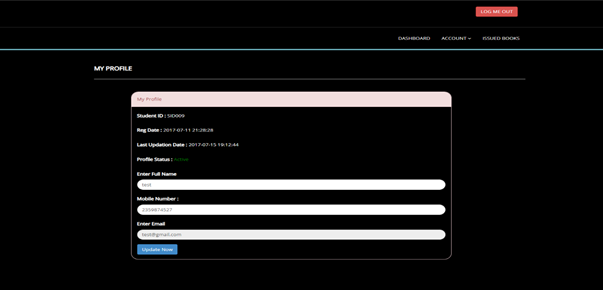 LOG ME OUT
DASHBOARD ACCOUNT ISSUED BOOKS
MY PROFILE
My Profile
Student ID : SID009
Reg Date : 2017-07-11 21:28:28
Last Updation Date : 2017-07-15 19:12:44
Profile Status : Active
Enter Full Name
test
Mobile Number :
2359874527
Enter Email
test@gmail.com
Update Now